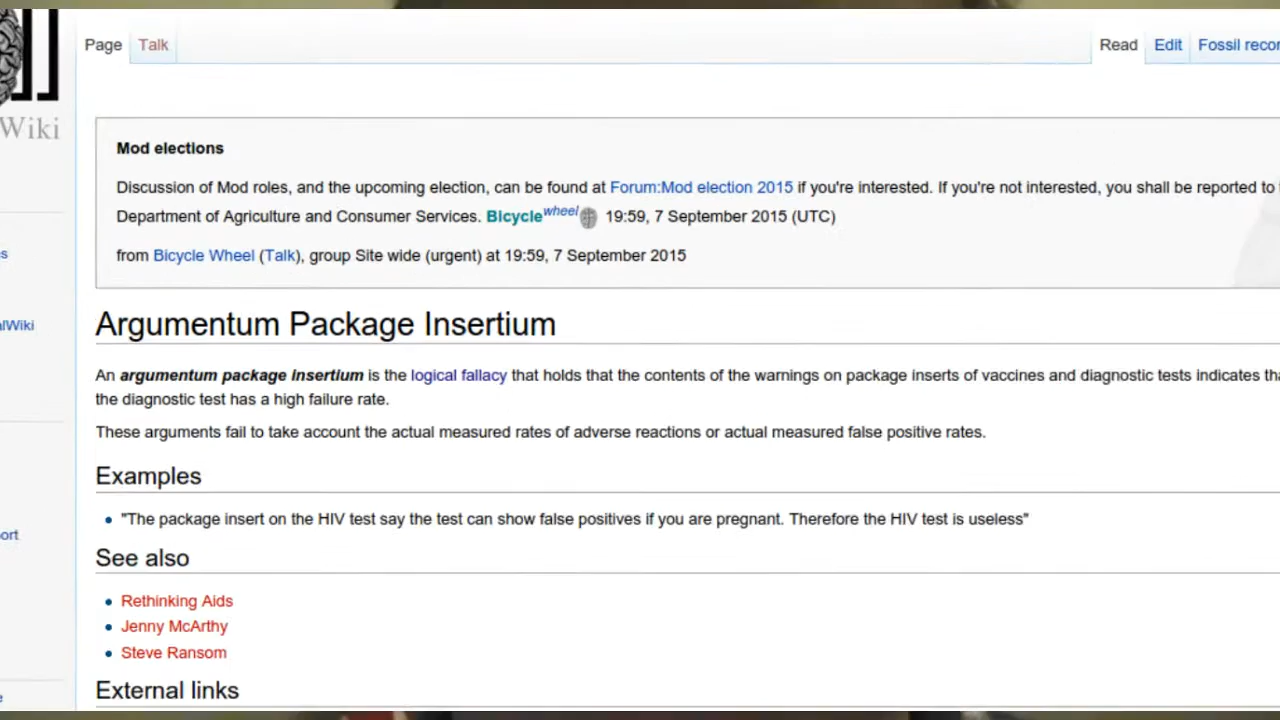 Page Talk Read Edit Fossil recor
Wiki
Mod elections
Discussion of Mod roles, and the upcoming election, can be found at Forum:Mod election 2015 if you're interested. If you're not interested, you shall be reported to
Department of Agriculture and Consumer Services. Bicyclewheel 19:59, 7 September 2015 (UTC)
from Bicycle Wheel (Talk), group Site wide (urgent) at 19:59, 7 September 2015
s
alWiki
Argumentum Package Insertium
An argumentum package insertium is the logical fallacy that holds that the contents of the warnings on package inserts of vaccines and diagnostic tests indicates tha
the diagnostic test has a high failure rate.
These arguments fail to take account the actual measured rates of adverse reactions or actual measured false positive rates.
Examples
"The package insert on the HIV test say the test can show false positives if you are pregnant. Therefore the HIV test is useless"
ort
See also
Rethinking Aids
Jenny McArthy
Steve Ransom
External links
e